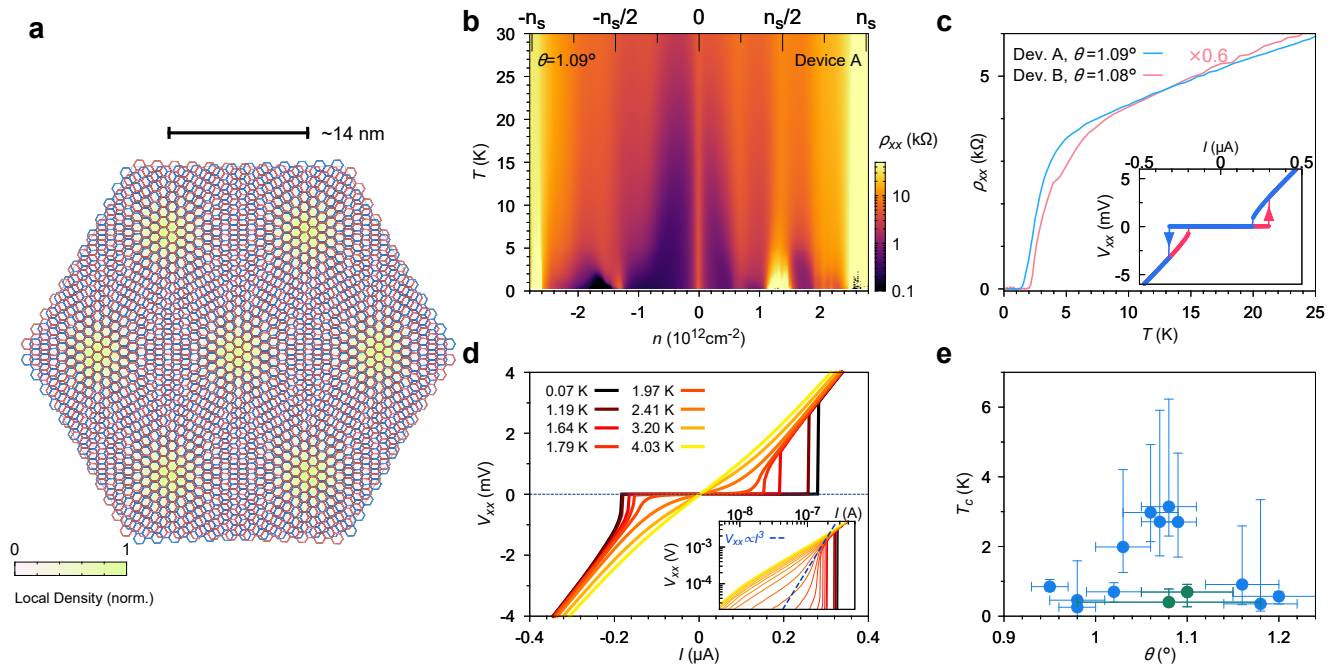 a
~14 nm
0
1
Local Density (norm.)
b
-nₛ
-nₛ/2
0
nₛ/2
nₛ
θ=1.09º
Device A
30
25
20
15
10
5
0
T (K)
-2
-1
0
1
2
n (10¹²cm⁻²)
ρₓₓ (kΩ)
10
1
0.1
c
Dev. A, θ=1.09º
Dev. B, θ=1.08º
×0.6
5
0
ρₓₓ (kΩ)
0
5
10
15
20
25
T (K)
I (µA)
-0.5
0
0.5
5
0
-5
Vₓₓ (mV)
d
0.07 K
1.19 K
1.64 K
1.79 K
1.97 K
2.41 K
3.20 K
4.03 K
4
2
0
-2
-4
Vₓₓ (mV)
-0.4
-0.2
0
0.2
0.4
I (µA)
10⁻⁸
10⁻⁷
I (A)
Vₓₓ∝I³
10⁻³
10⁻⁴
Vₓₓ (V)
e
6
4
2
0
T꜀ (K)
0.9
1
1.1
1.2
θ (º)